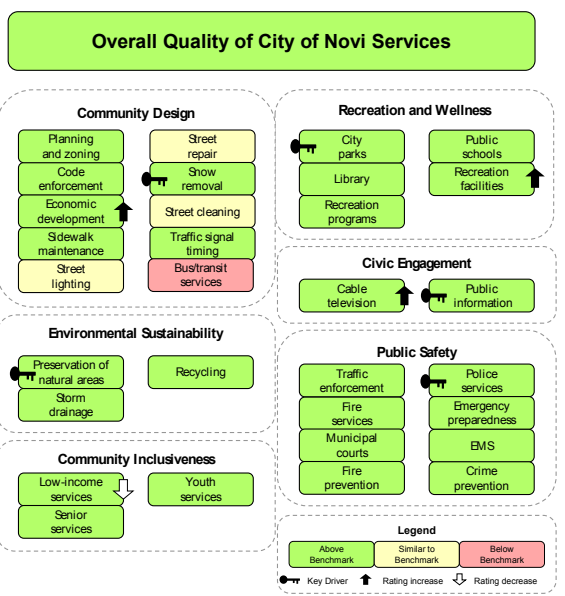 Overall Quality of City of Novi Services
Community Design
Planning
and zoning
Code
enforcement
Economic
development
Sidewalk
maintenance
Street
lighting
Street
repair
Snow
removal
Street cleaning
Traffic signal
timing
Bus/transit
services
Environmental Sustainability
Preservation of
natural areas
Storm
drainage
Recycling
Community Inclusiveness
Low-income
services
Senior
services
Youth
services
Recreation and Wellness
City
parks
Library
Recreation
programs
Public
schools
Recreation
facilities
Civic Engagement
Cable
television
Public
information
Public Safety
Traffic
enforcement
Fire
services
Municipal
courts
Fire
prevention
Police
services
Emergency
preparedness
EMS
Crime
prevention
Legend
Above
Benchmark
Similar to
Benchmark
Below
Benchmark
Key Driver
Rating increase
Rating decrease